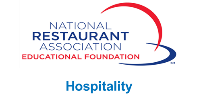 NATIONAL
RESTAURANT
ASSOCIATION
EDUCATIONAL FOUNDATION
Hospitality